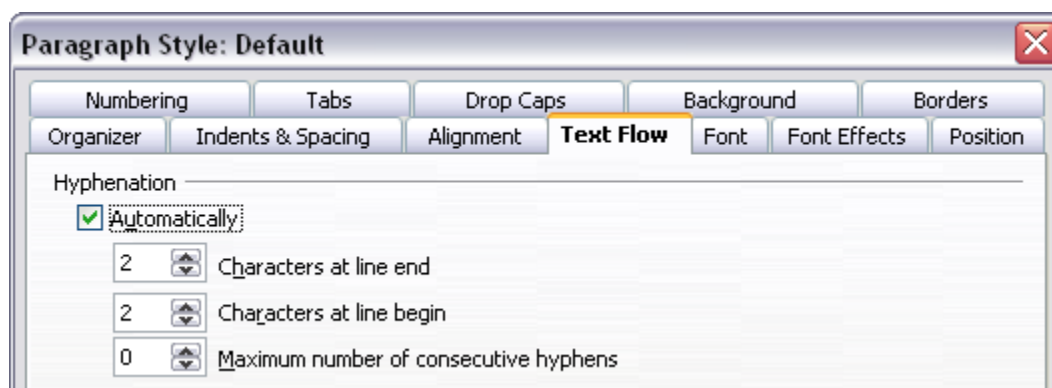 Paragraph Style: Default
Numbering Tabs Drop Caps Background Borders
Organizer Indents & Spacing Alignment Text Flow Font Font Effects Position
Hyphenation
Automatically
2 Characters at line end
2 Characters at line begin
0 Maximum number of consecutive hyphens